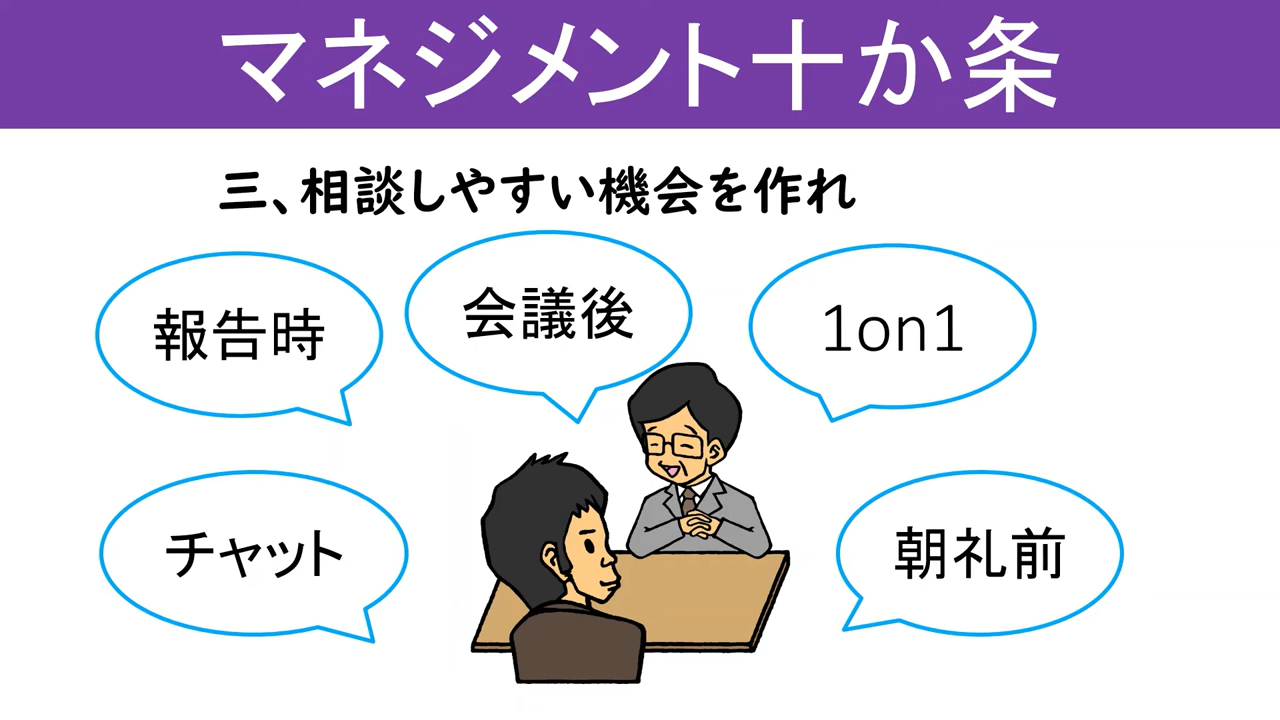 マネジメント十か条
三、相談しやすい機会を作れ
報告時
会議後
1on1
チャット
朝礼前